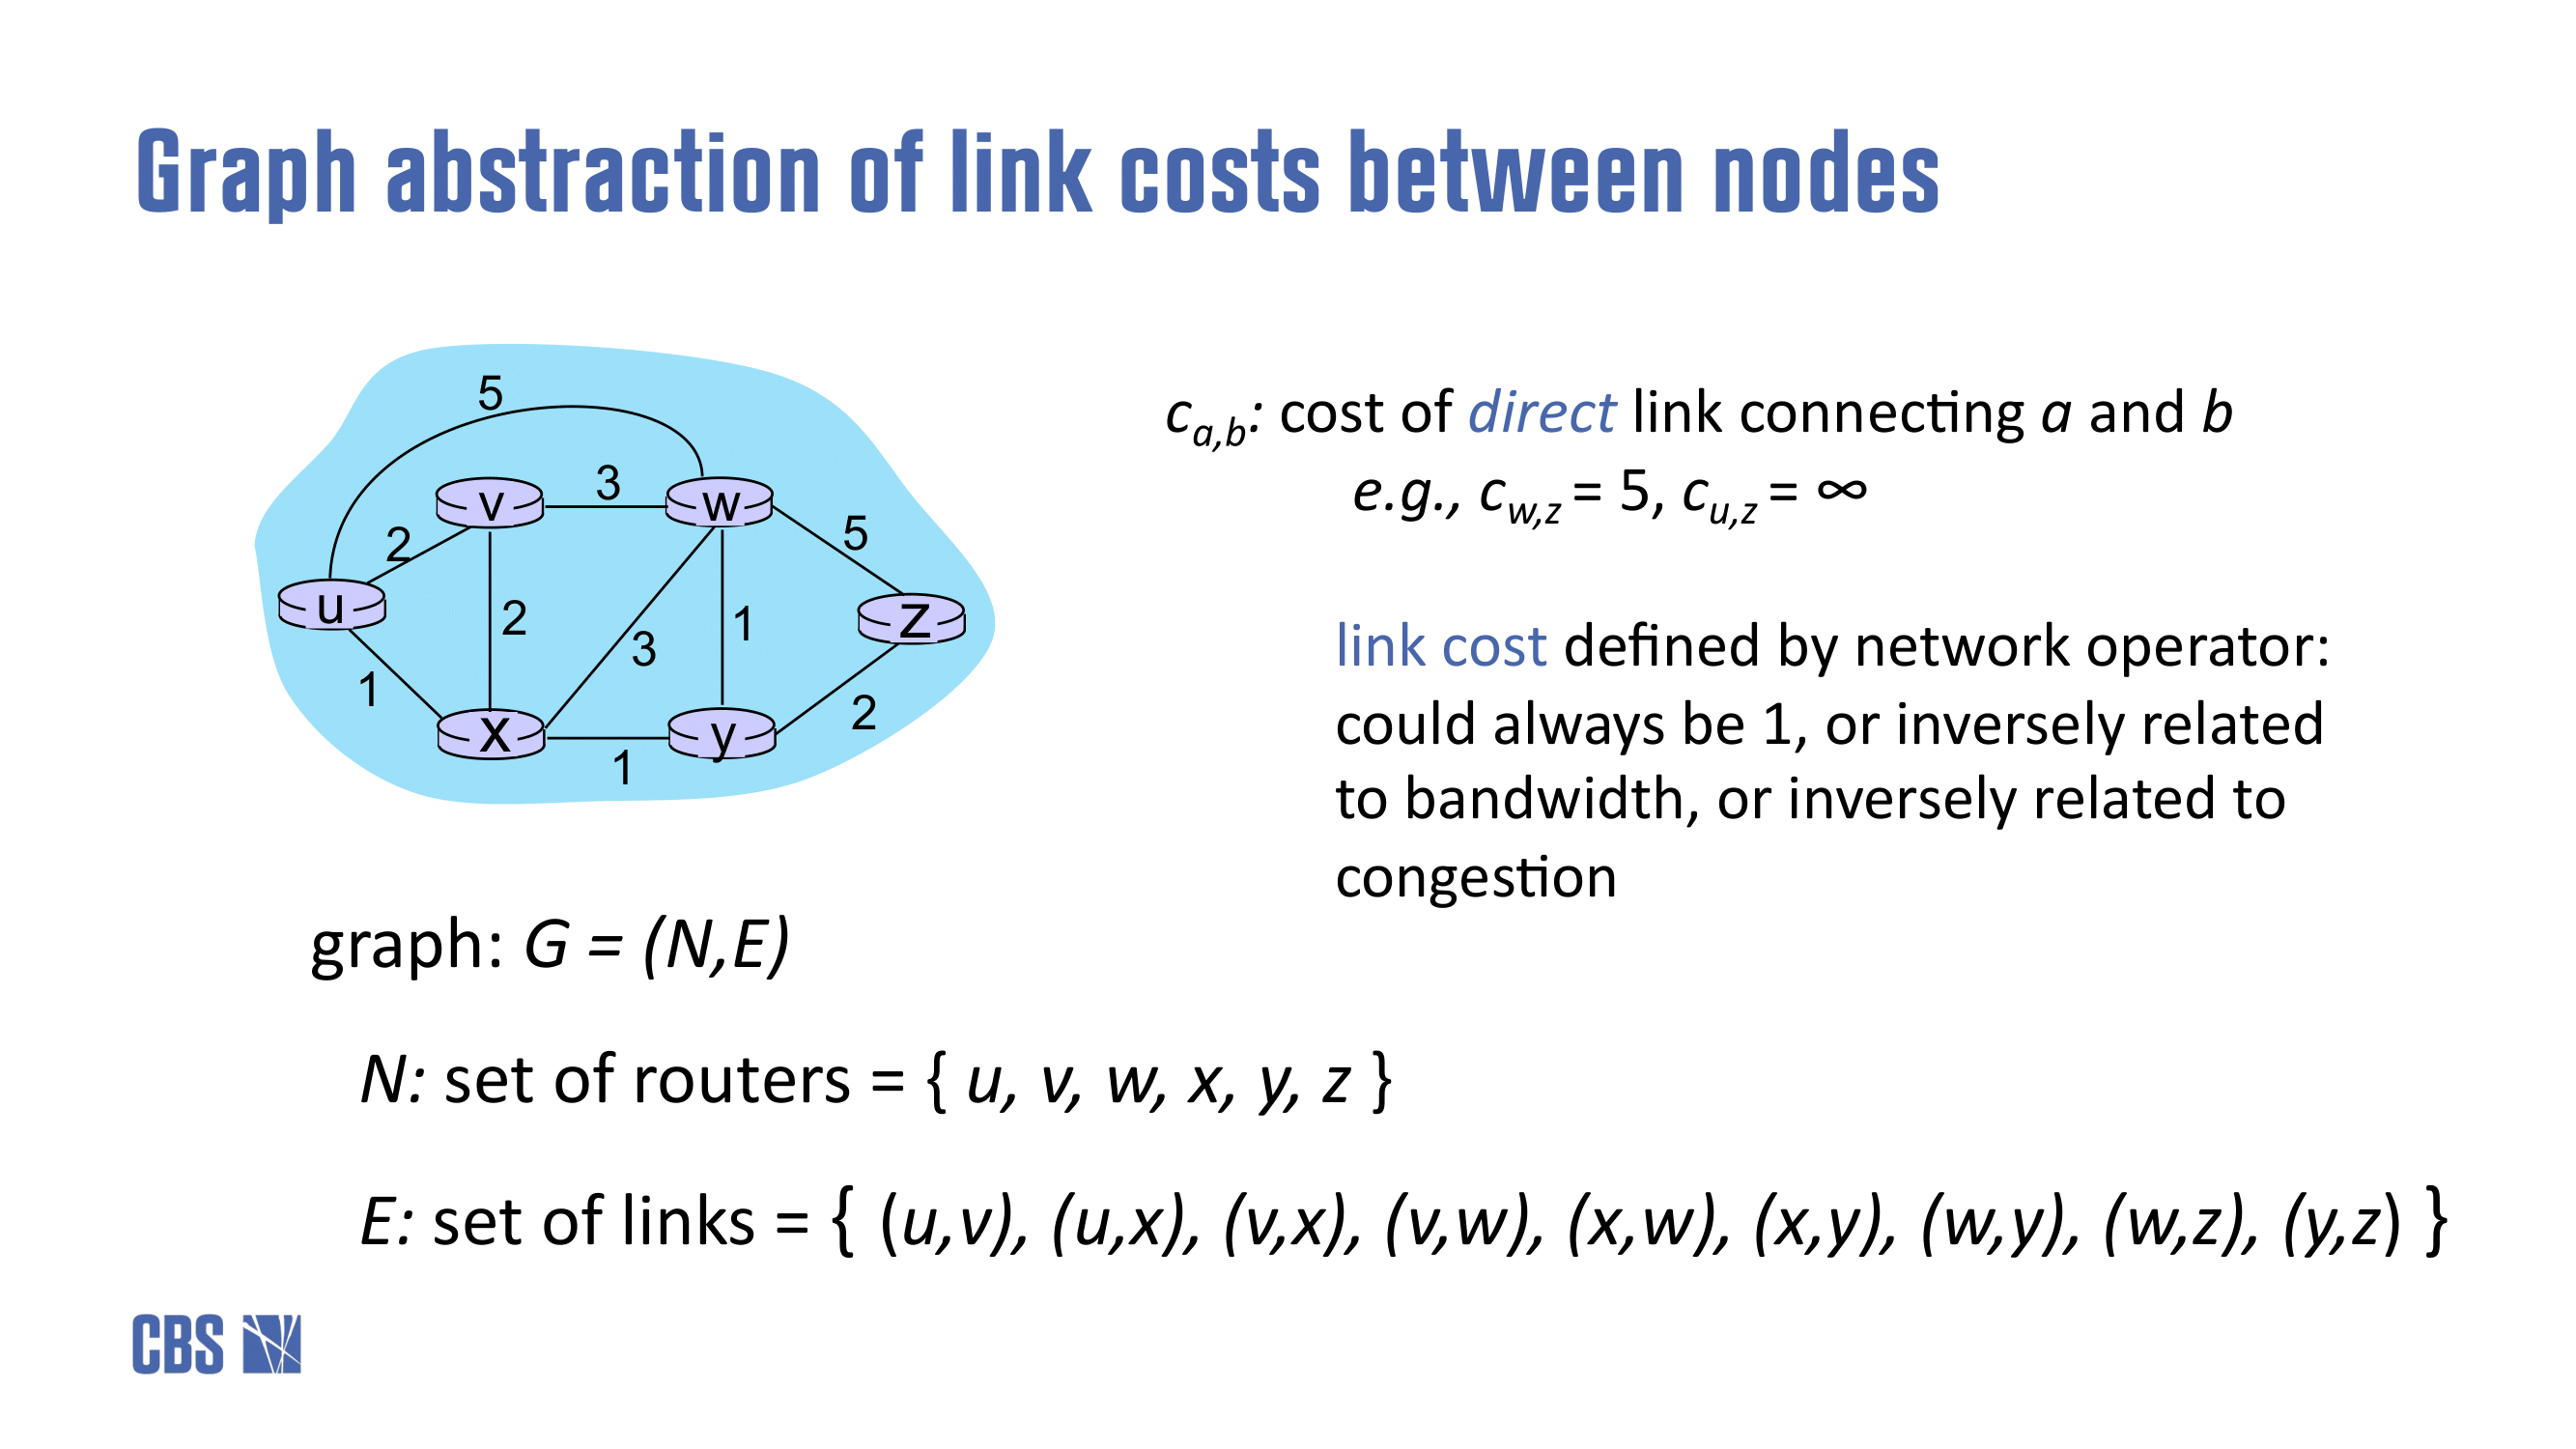 Graph abstraction of link costs between nodes
5
3
v
w
2
5
u
2
3
1
z
1
x
y
2
1
c_{a,b}: cost of direct link connecting a and b
e.g., c_{w,z} = 5, c_{u,z} = ∞
link cost defined by network operator:
could always be 1, or inversely related
to bandwidth, or inversely related to
congestion
graph: G = (N,E)
N: set of routers = { u, v, w, x, y, z }
E: set of links = { (u,v), (u,x), (v,x), (v,w), (x,w), (x,y), (w,y), (w,z), (y,z) }
CBS